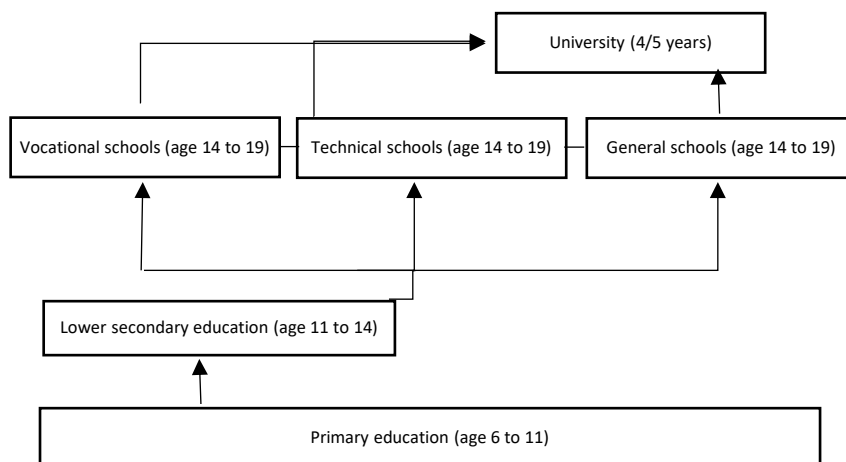 University (4/5 years)
Vocational schools (age 14 to 19)
Technical schools (age 14 to 19)
General schools (age 14 to 19)
Lower secondary education (age 11 to 14)
Primary education (age 6 to 11)